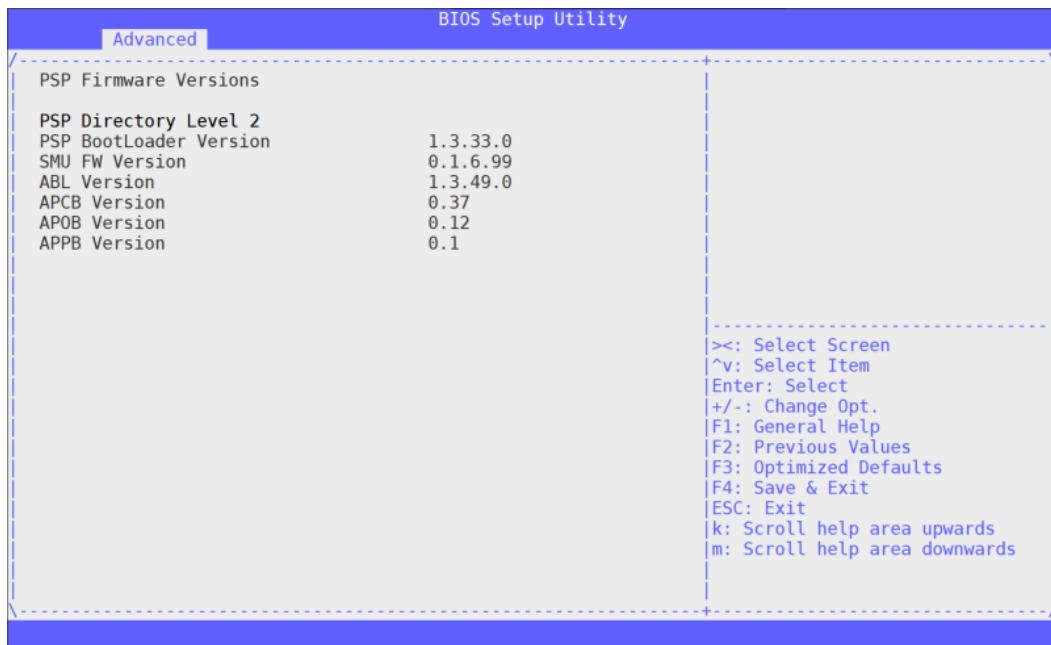 BIOS Setup Utility
Advanced
PSP Firmware Versions
PSP Directory Level 2
PSP BootLoader Version 1.3.33.0
SMU FW Version 0.1.6.99
ABL Version 1.3.49.0
APCB Version 0.37
APOB Version 0.12
APPB Version 0.1
><: Select Screen
^v: Select Item
Enter: Select
+/-: Change Opt.
F1: General Help
F2: Previous Values
F3: Optimized Defaults
F4: Save & Exit
ESC: Exit
k: Scroll help area upwards
m: Scroll help area downwards